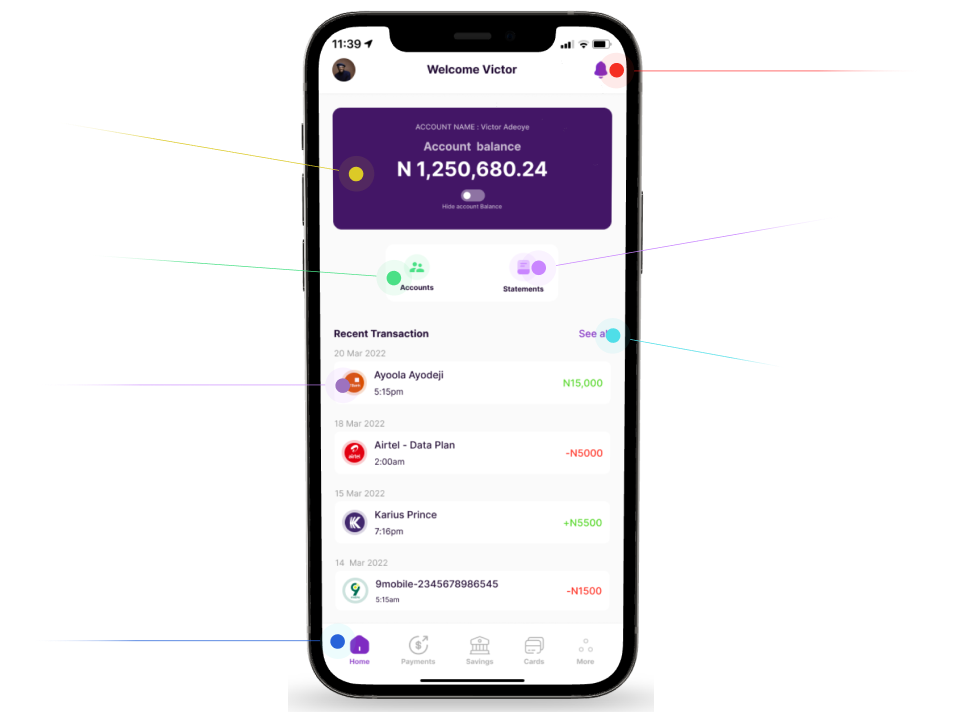 11:39
Welcome Victor
ACCOUNT NAME : Victor Adeoye
Account balance
N 1,250,680.24
Hide account Balance
Accounts
Statements
Recent Transaction
See al
20 Mar 2022
Ayoola Ayodeji
5:15pm
N15,000
18 Mar 2022
Airtel - Data Plan
2:00am
-N5000
airtel
15 Mar 2022
Karius Prince
7:16pm
+N5500
14 Mar 2022
9mobile-2345678986545
5:15am
-N1500
Home
Payments
Savings
Cards
More